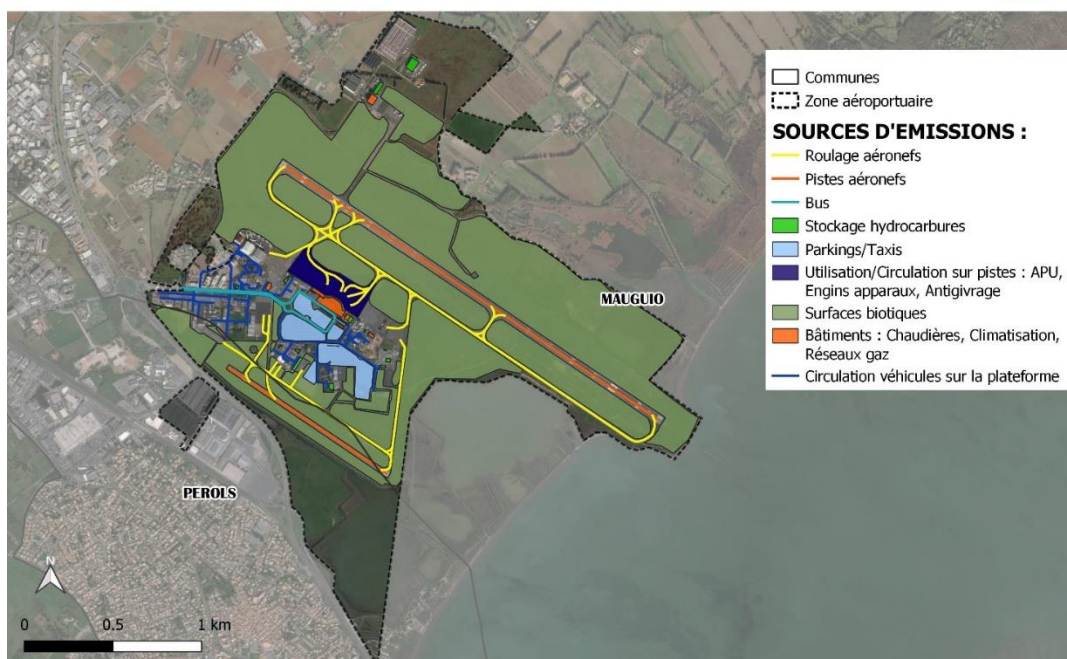 Communes
Zone aéroportuaire
SOURCES D'EMISSIONS :
Roulage aéronefs
Pistes aéronefs
Bus
Stockage hydrocarbures
Parkings/Taxis
Utilisation/Circulation sur pistes : APU,
Engins apparaux, Antigivrage
Surfaces biotiques
Bâtiments : Chaudières, Climatisation,
Réseaux gaz
Circulation véhicules sur la plateforme
MAUGUIO
PEROLS
N
0 0.5 1 km